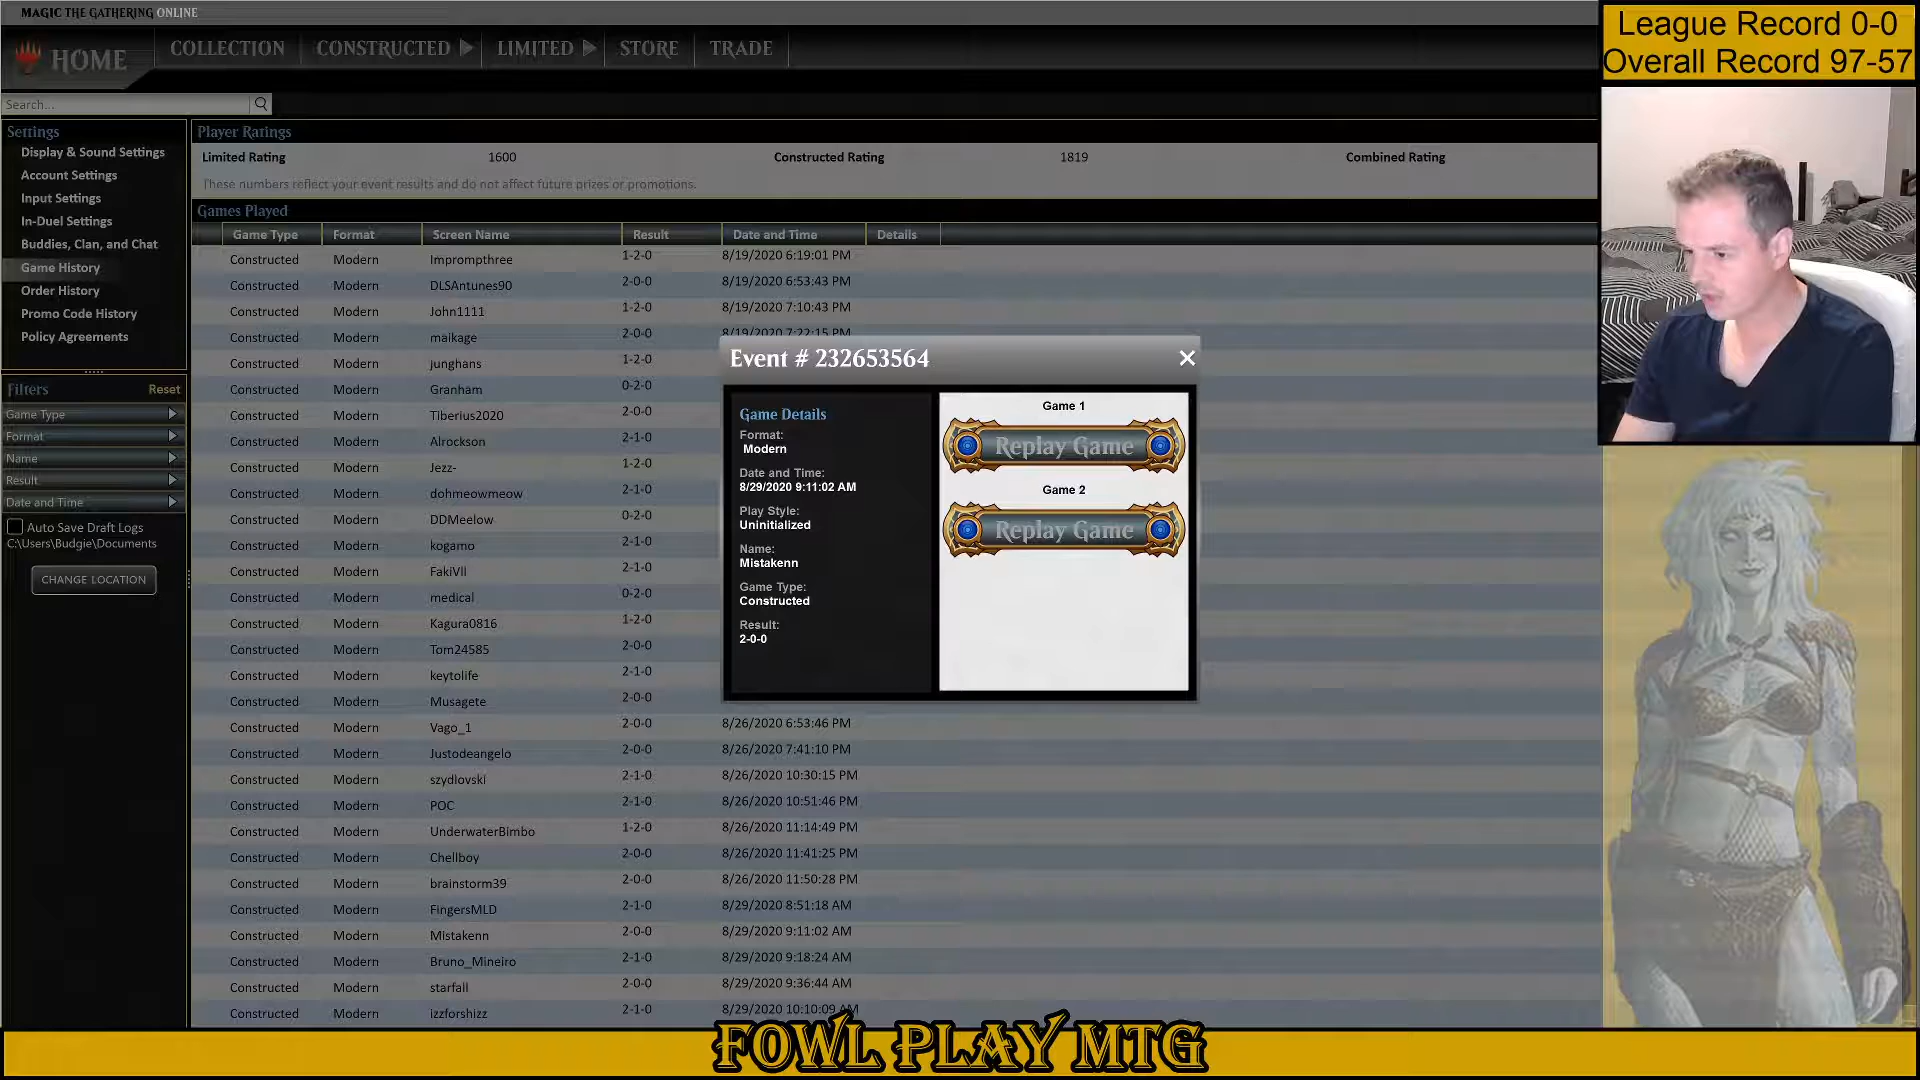 MAGIC THE GATHERING ONLINE
HOME
COLLECTION
CONSTRUCTED
LIMITED
STORE
TRADE
League Record 0-0
Overall Record 97-57
Search...
Settings
Display & Sound Settings
Account Settings
Input Settings
In-Duel Settings
Buddies, Clan, and Chat
Game History
Order History
Promo Code History
Policy Agreements
Filters Reset
Game Type
Format
Name
Result
Date and Time
Auto Save Draft Logs
C:\Users\Budgie\Documents
CHANGE LOCATION
Player Ratings
Limited Rating 1600 Constructed Rating 1819 Combined Rating
These numbers reflect your event results and do not affect future prizes or promotions.
Games Played
Game Type Format Screen Name Result Date and Time Details
Constructed Modern Imprompthree 1-2-0 8/19/2020 6:19:01 PM
Constructed Modern DLSAntunes90 2-0-0 8/19/2020 6:53:43 PM
Constructed Modern John1111 1-2-0 8/19/2020 7:10:43 PM
Constructed Modern malkage 2-0-0 8/19/2020 7:22:15 PM
Constructed Modern junghans 1-2-0
Constructed Modern Granham 0-2-0
Constructed Modern Tiberius2020 2-0-0
Constructed Modern Alrockson 2-1-0
Constructed Modern Jezz- 1-2-0
Constructed Modern dohmeowmeow 2-1-0
Constructed Modern DDMeelow 0-2-0
Constructed Modern kogamo 2-1-0
Constructed Modern FakiVII 2-1-0
Constructed Modern medical 0-2-0
Constructed Modern Kagura0816 1-2-0
Constructed Modern Tom24585 2-0-0
Constructed Modern keytolife 2-1-0
Constructed Modern Musagete 2-0-0
Constructed Modern Vago_1 2-0-0 8/26/2020 6:53:46 PM
Constructed Modern Justodeangelo 2-0-0 8/26/2020 7:41:10 PM
Constructed Modern szydlovski 2-1-0 8/26/2020 10:30:15 PM
Constructed Modern POC 2-1-0 8/26/2020 10:51:46 PM
Constructed Modern UnderwaterBimbo 1-2-0 8/26/2020 11:14:49 PM
Constructed Modern Chellboy 2-0-0 8/26/2020 11:41:25 PM
Constructed Modern brainstorm39 2-0-0 8/26/2020 11:50:28 PM
Constructed Modern FingersMLD 2-1-0 8/29/2020 8:51:18 AM
Constructed Modern Mistakenn 2-0-0 8/29/2020 9:11:02 AM
Constructed Modern Bruno_Mineiro 2-1-0 8/29/2020 9:18:24 AM
Constructed Modern starfall 2-0-0 8/29/2020 9:36:44 AM
Constructed Modern izzforshizz 2-1-0 8/29/2020 10:10:09 AM
Event # 232653564
Game Details
Format:
Modern
Date and Time:
8/29/2020 9:11:02 AM
Play Style:
Uninitialized
Name:
Mistakenn
Game Type:
Constructed
Result:
2-0-0
Game 1
Replay Game
Game 2
Replay Game
FOWL PLAY MTG